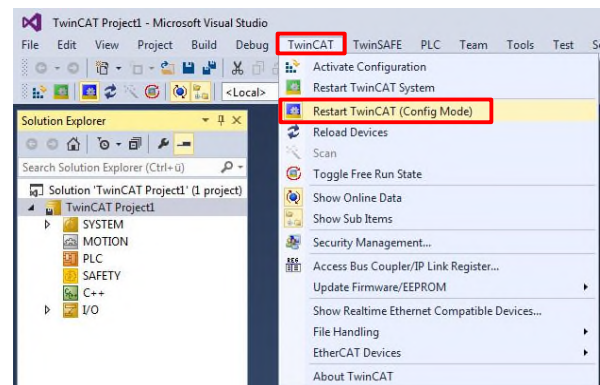 TwinCAT Project1 - Microsoft Visual Studio
File Edit View Project Build Debug TwinCAT TwinSAFE PLC Team Tools Test
<Local>
Solution Explorer
Search Solution Explorer (Ctrl+ü)
Solution 'TwinCAT Project1' (1 project)
TwinCAT Project1
SYSTEM
MOTION
PLC
SAFETY
C++
I/O
Activate Configuration
Restart TwinCAT System
Restart TwinCAT (Config Mode)
Reload Devices
Scan
Toggle Free Run State
Show Online Data
Show Sub Items
Security Management...
Access Bus Coupler/IP Link Register...
Update Firmware/EEPROM
Show Realtime Ethernet Compatible Devices...
File Handling
EtherCAT Devices
About TwinCAT